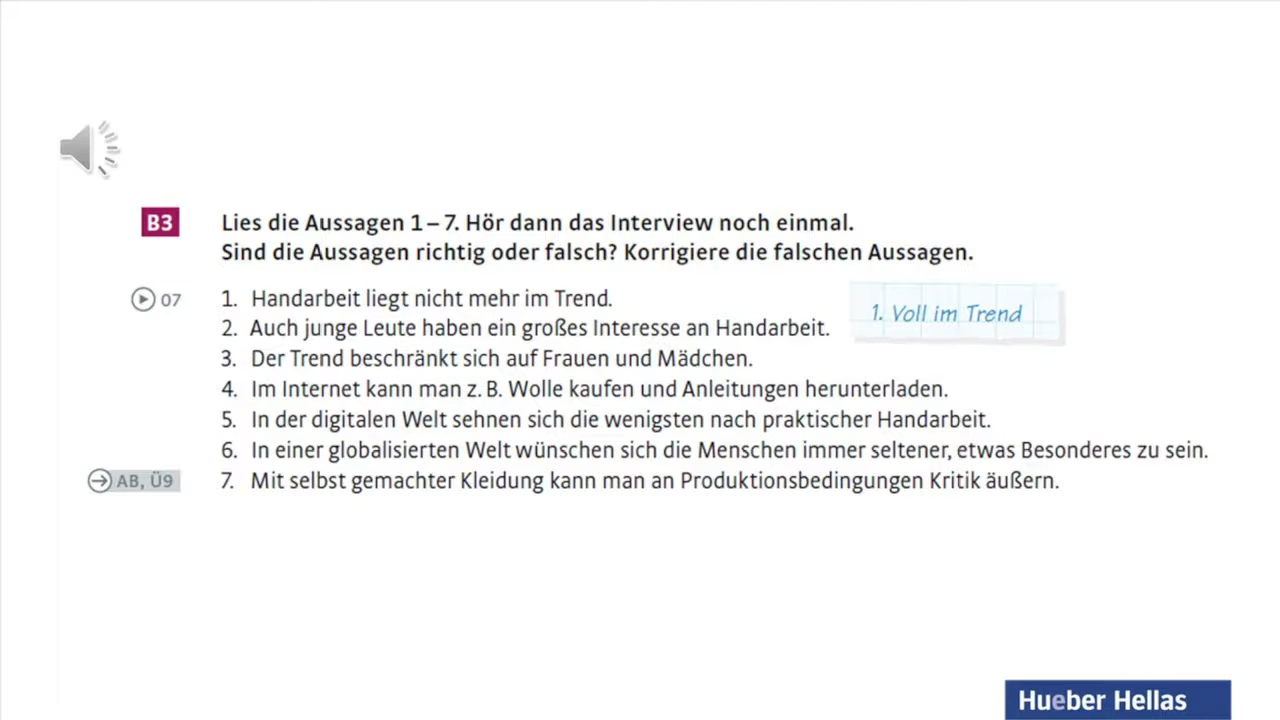 B3 Lies die Aussagen 1 – 7. Hör dann das Interview noch einmal.
Sind die Aussagen richtig oder falsch? Korrigiere die falschen Aussagen.
07 1. Handarbeit liegt nicht mehr im Trend.
1. Voll im Trend
2. Auch junge Leute haben ein großes Interesse an Handarbeit.
3. Der Trend beschränkt sich auf Frauen und Mädchen.
4. Im Internet kann man z. B. Wolle kaufen und Anleitungen herunterladen.
5. In der digitalen Welt sehnen sich die wenigsten nach praktischer Handarbeit.
6. In einer globalisierten Welt wünschen sich die Menschen immer seltener, etwas Besonderes zu sein.
AB, Ü9 7. Mit selbst gemachter Kleidung kann man an Produktionsbedingungen Kritik äußern.
Hueber Hellas